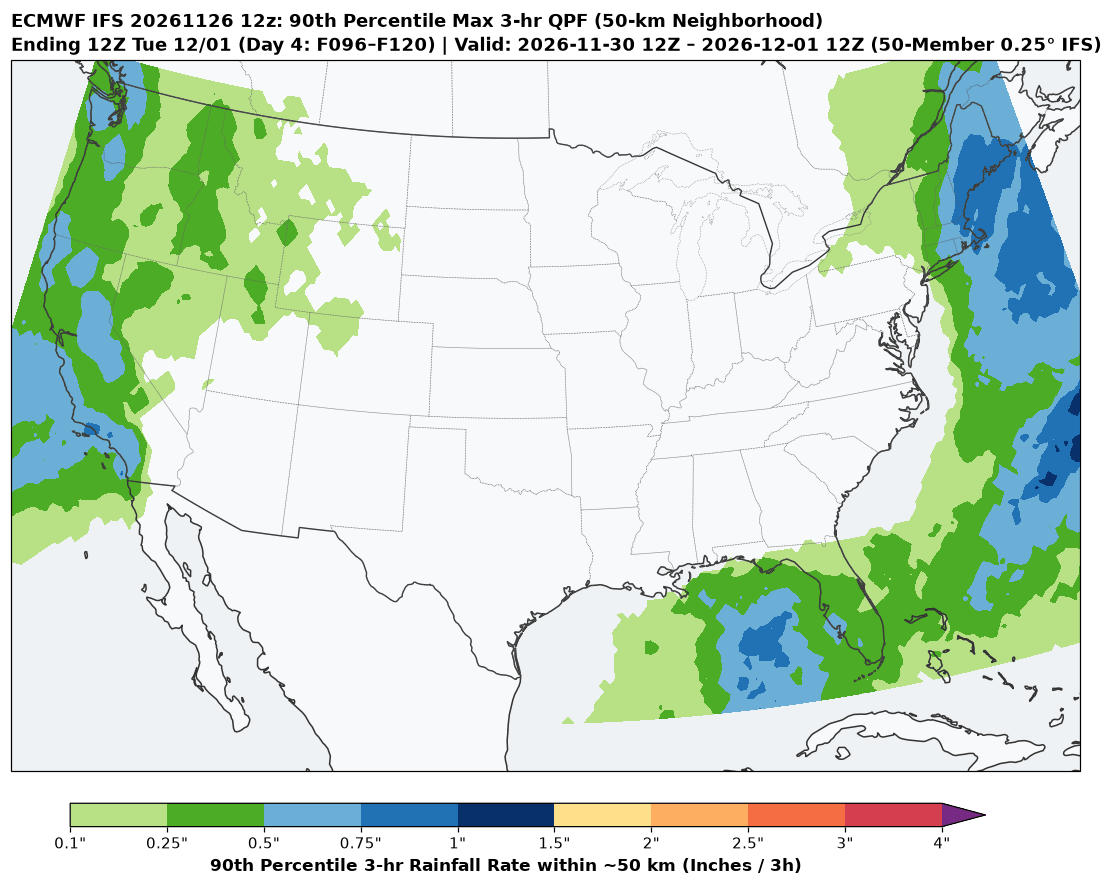 ECMWF IFS 20261126 12z: 90th Percentile Max 3-hr QPF (50-km Neighborhood)
Ending 12Z Tue 12/01 (Day 4: F096–F120) | Valid: 2026-11-30 12Z – 2026-12-01 12Z (50-Member 0.25° IFS)
0.1" 0.25" 0.5" 0.75" 1" 1.5" 2" 2.5" 3" 4"
90th Percentile 3-hr Rainfall Rate within ~50 km (Inches / 3h)